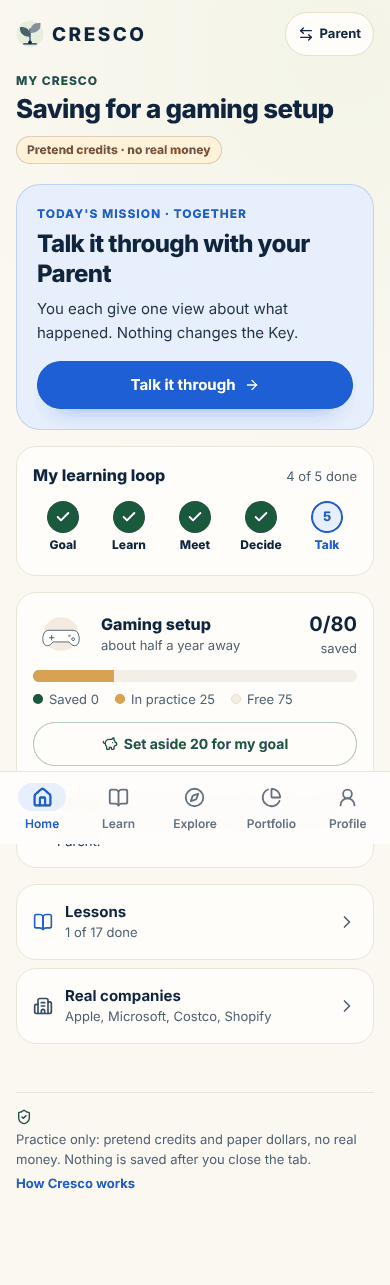 CRESCO
Parent
MY CRESCO
Saving for a gaming setup
Pretend credits · no real money
TODAY'S MISSION · TOGETHER
Talk it through with your
Parent
You each give one view about what
happened. Nothing changes the Key.
Talk it through
My learning loop
4 of 5 done
5
Goal
Learn
Meet
Decide
Talk
Gaming setup
0/80
about half a year away
saved
Saved 0
In practice 25
Free 75
Set aside 20 for my goal
Home
Learn
Explore
Portfolio
Profile
Lessons
1 of 17 done
Real companies
Apple, Microsoft, Costco, Shopify
Practice only: pretend credits and paper dollars, no real
money. Nothing is saved after you close the tab.
How Cresco works